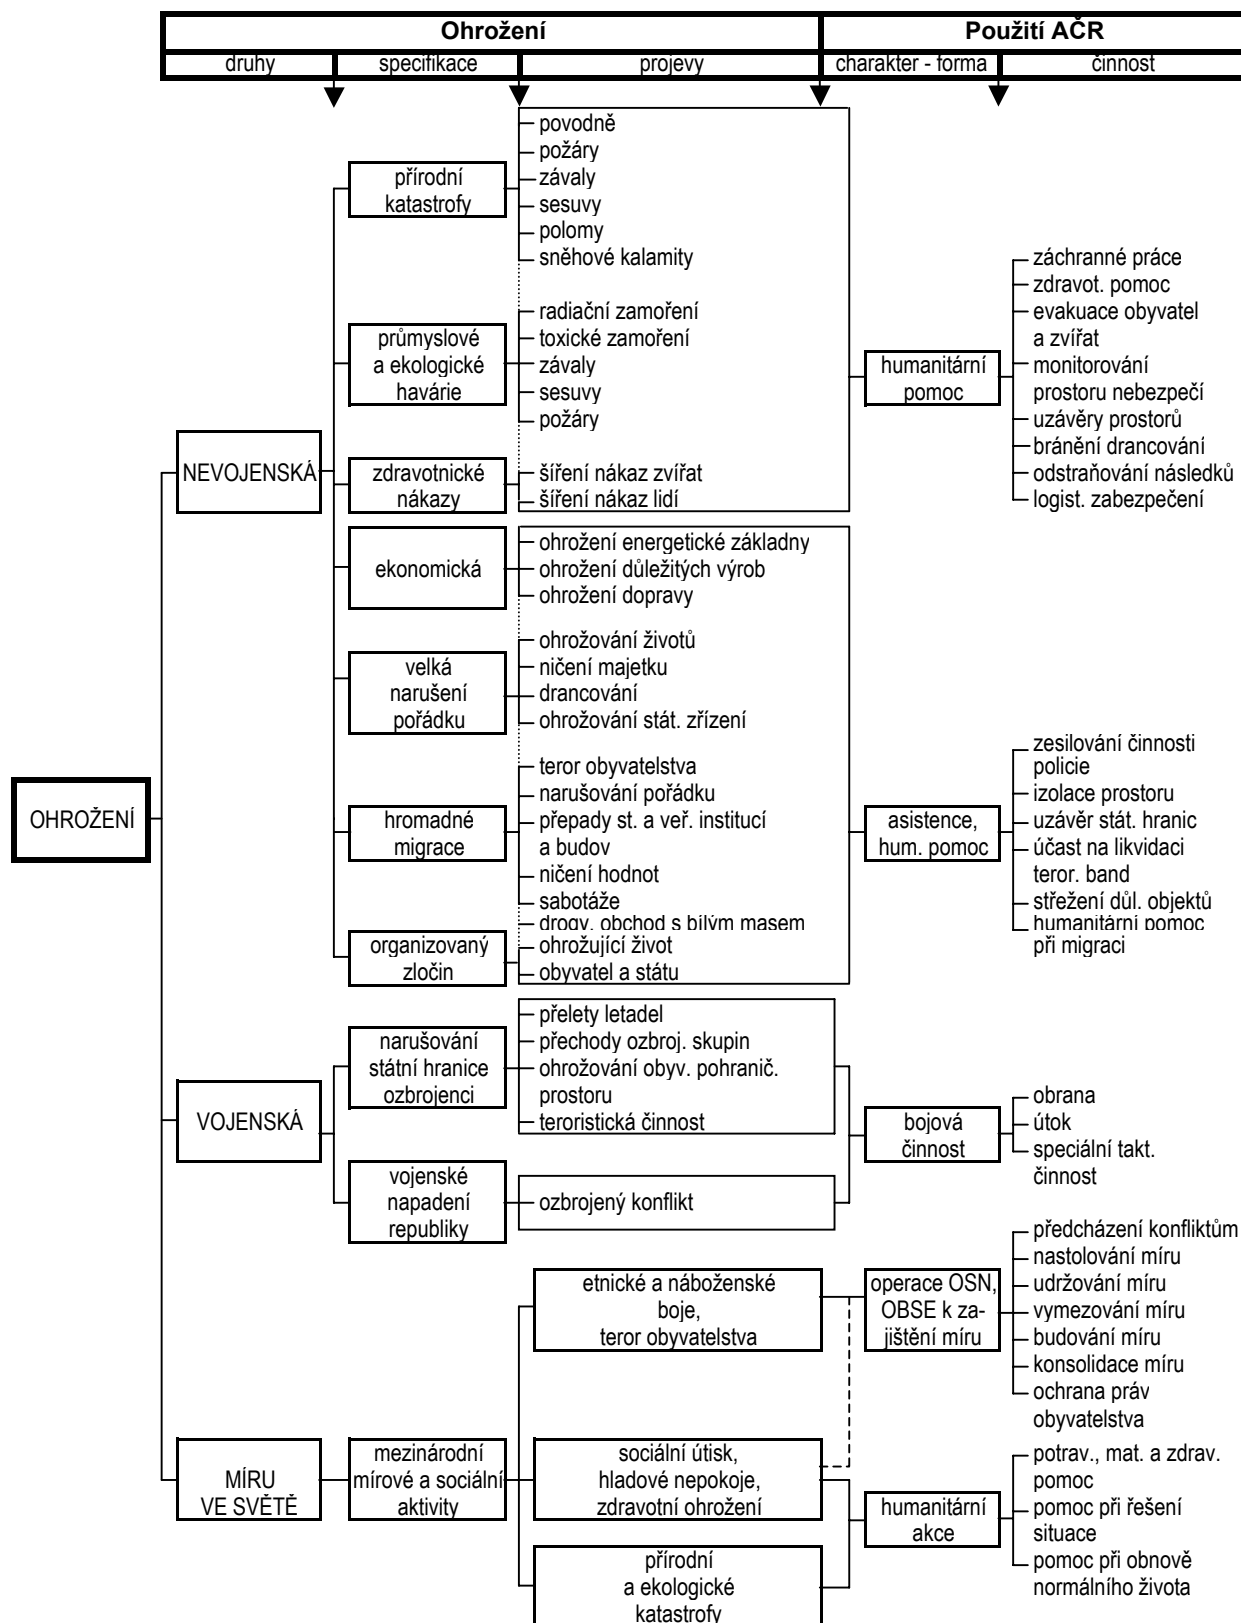 Ohrožení
Použití AČR
druhy
specifikace
projevy
charakter - forma
činnost
povodně
požáry
závaly
sesuvy
polomy
sněhové kalamity
přírodní
katastrofy
radiační zamoření
toxické zamoření
závaly
sesuvy
požáry
průmyslové
a ekologické
havárie
záchranné práce
zdravot. pomoc
evakuace obyvatel
a zvířat
monitorování
prostoru nebezpečí
uzávěry prostorů
bránění drancování
odstraňování následků
logist. zabezpečení
humanitární
pomoc
NEVOJENSKÁ
zdravotnické
nákazy
šíření nákaz zvířat
šíření nákaz lidí
ekonomická
ohrožení energetické základny
ohrožení důležitých výrob
ohrožení dopravy
velká
narušení
pořádku
ohrožování životů
ničení majetku
drancování
ohrožování stát. zřízení
OHROŽENÍ
hromadné
migrace
teror obyvatelstva
narušování pořádku
přepady st. a veř. institucí
a budov
ničení hodnot
sabotáže
asistence,
hum. pomoc
zesilování činnosti
policie
izolace prostoru
uzávěr stát. hranic
účast na likvidaci
teror. band
střežení důl. objektů
humanitární pomoc
při migraci
organizovaný
zločin
drogy, obchod s bílým masem
ohrožující život
obyvatel a státu
VOJENSKÁ
narušování
státní hranice
ozbrojenci
přelety letadel
přechody ozbroj. skupin
ohrožování obyv. pohranič.
prostoru
teroristická činnost
bojová
činnost
obrana
útok
speciální takt.
činnost
vojenské
napadení
republiky
ozbrojený konflikt
etnické a náboženské
boje,
teror obyvatelstva
operace OSN,
OBSE k za-
jištění míru
předcházení konfliktům
nastolování míru
udržování míru
vymezování míru
budování míru
konsolidace míru
ochrana práv
obyvatelstva
MÍRU
VE SVĚTĚ
mezinárodní
mírové a sociální
aktivity
sociální útisk,
hladové nepokoje,
zdravotní ohrožení
humanitární
akce
potrav., mat. a zdrav.
pomoc
pomoc při řešení
situace
pomoc při obnově
normálního života
přírodní
a ekologické
katastrofy